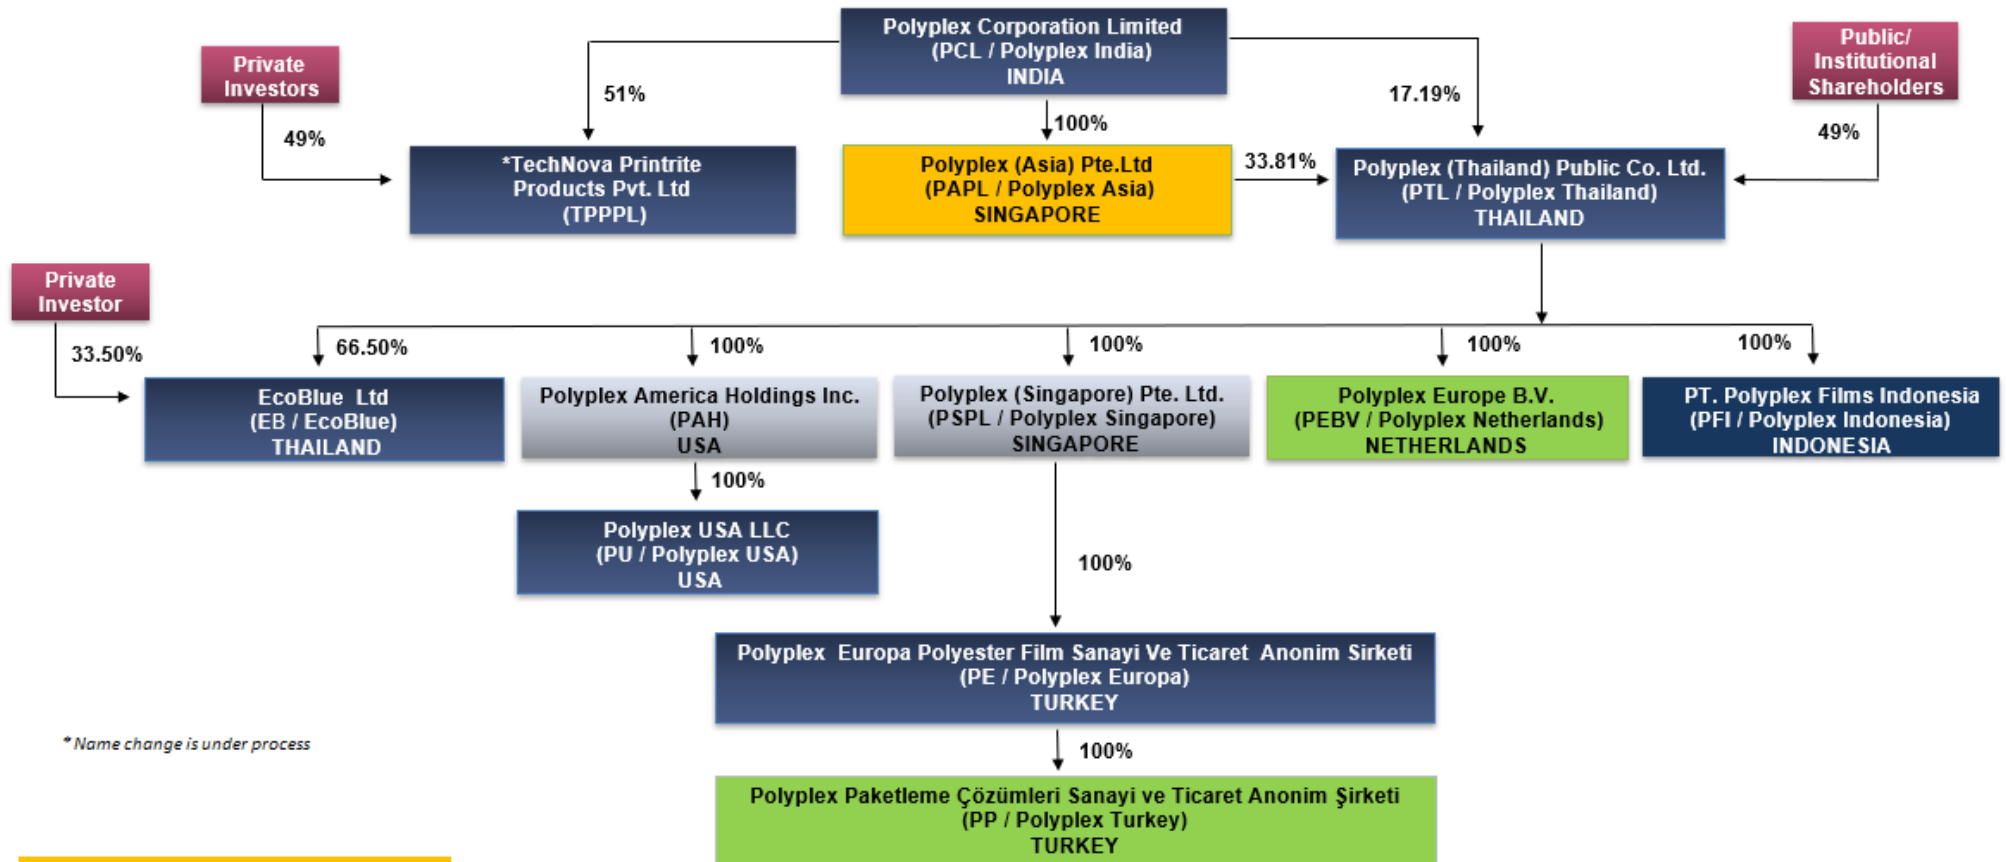 Polyplex Corporation Limited
(PCL / Polyplex India)
INDIA
Private
Investors
Public/
Institutional
Shareholders
51%
100%
17.19%
49%
49%
*TechNova Printrite
Products Pvt. Ltd
(TPPPL)
Polyplex (Asia) Pte.Ltd
(PAPL / Polyplex Asia)
SINGAPORE
33.81%
Polyplex (Thailand) Public Co. Ltd.
(PTL / Polyplex Thailand)
THAILAND
Private
Investor
33.50%
66.50%
100%
100%
100%
100%
EcoBlue Ltd
(EB / EcoBlue)
THAILAND
Polyplex America Holdings Inc.
(PAH)
USA
Polyplex (Singapore) Pte. Ltd.
(PSPL / Polyplex Singapore)
SINGAPORE
Polyplex Europe B.V.
(PEBV / Polyplex Netherlands)
NETHERLANDS
PT. Polyplex Films Indonesia
(PFI / Polyplex Indonesia)
INDONESIA
100%
Polyplex USA LLC
(PU / Polyplex USA)
USA
100%
Polyplex Europa Polyester Film Sanayi Ve Ticaret Anonim Sirketi
(PE / Polyplex Europa)
TURKEY
* Name change is under process
100%
Polyplex Paketleme Çözümleri Sanayi ve Ticaret Anonim Şirketi
(PP / Polyplex Turkey)
TURKEY